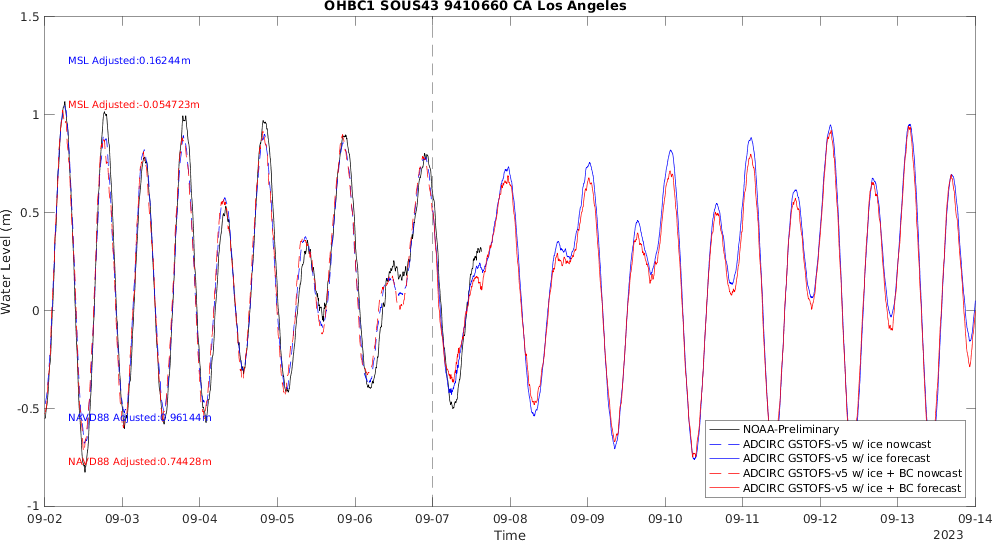 OHBC1 SOUS43 9410660 CA Los Angeles
1.5
MSL Adjusted:0.16244m
MSL Adjusted:-0.054723m
1
0.5
Water Level (m)
0
-0.5
NAVD88 Adjusted:0.96144m
NAVD88 Adjusted:0.74428m
-1
NOAA-Preliminary
ADCIRC GSTOFS-v5 w/ ice nowcast
ADCIRC GSTOFS-v5 w/ ice forecast
ADCIRC GSTOFS-v5 w/ ice + BC nowcast
ADCIRC GSTOFS-v5 w/ ice + BC forecast
09-02 09-03 09-04 09-05 09-06 09-07 09-08 09-09 09-10 09-11 09-12 09-13 09-14
Time
2023